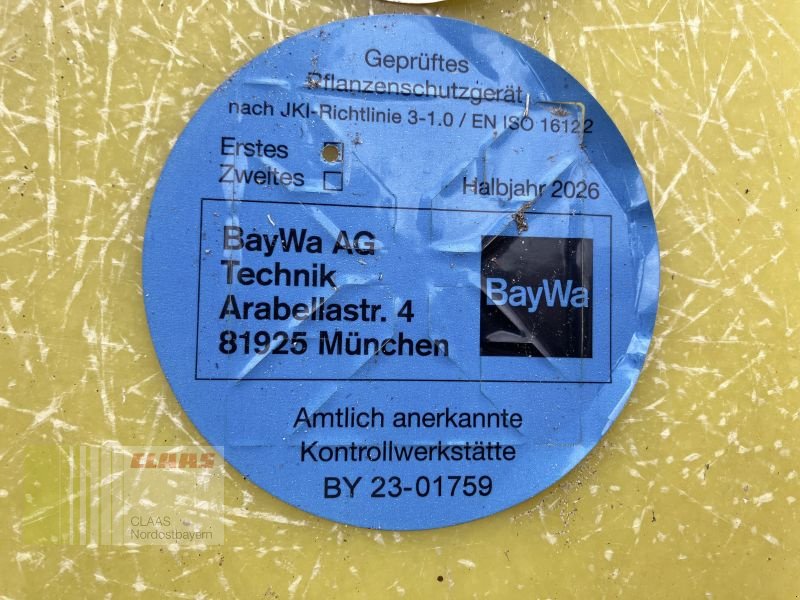 Geprüftes
Pflanzenschutzgerät
nach JKI-Richtlinie 3-1.0 / EN ISO 16122
Erstes
Zweites
Halbjahr 2026
BayWa AG
Technik
Arabellastr. 4
81925 München
BayWa
Amtlich anerkannte
Kontrollwerkstätte
BY 23-01759
CLAAS
CLAAS
Nordostbayern